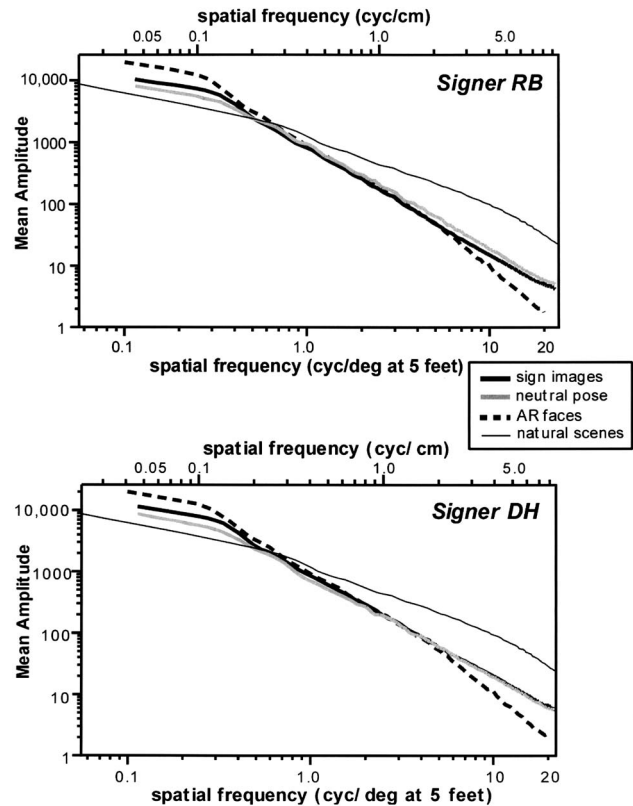 spatial frequency (cyc/cm)
0.05 0.1 1.0 5.0
Signer RB
10,000
1000
100
10
1
Mean Amplitude
0.1 1.0 10 20
spatial frequency (cyc/deg at 5 feet)
sign images
neutral pose
AR faces
natural scenes
spatial frequency (cyc/ cm)
0.05 0.1 1.0 5.0
Signer DH
10,000
1000
100
10
1
Mean Amplitude
0.1 1.0 10 20
spatial frequency (cyc/ deg at 5 feet)